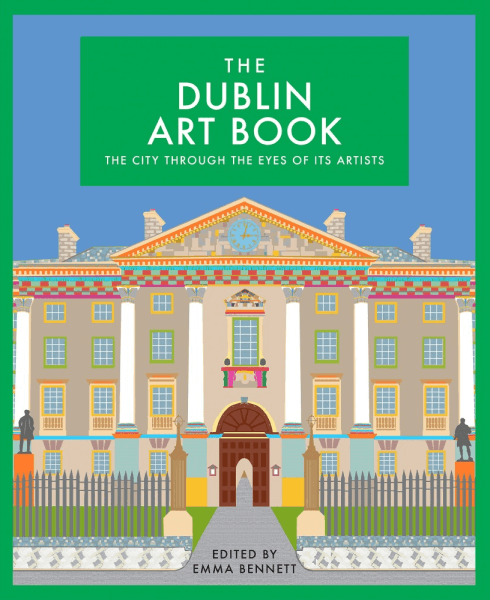 THE
DUBLIN
ART BOOK
THE CITY THROUGH THE EYES OF ITS ARTISTS
EDITED BY
EMMA BENNETT